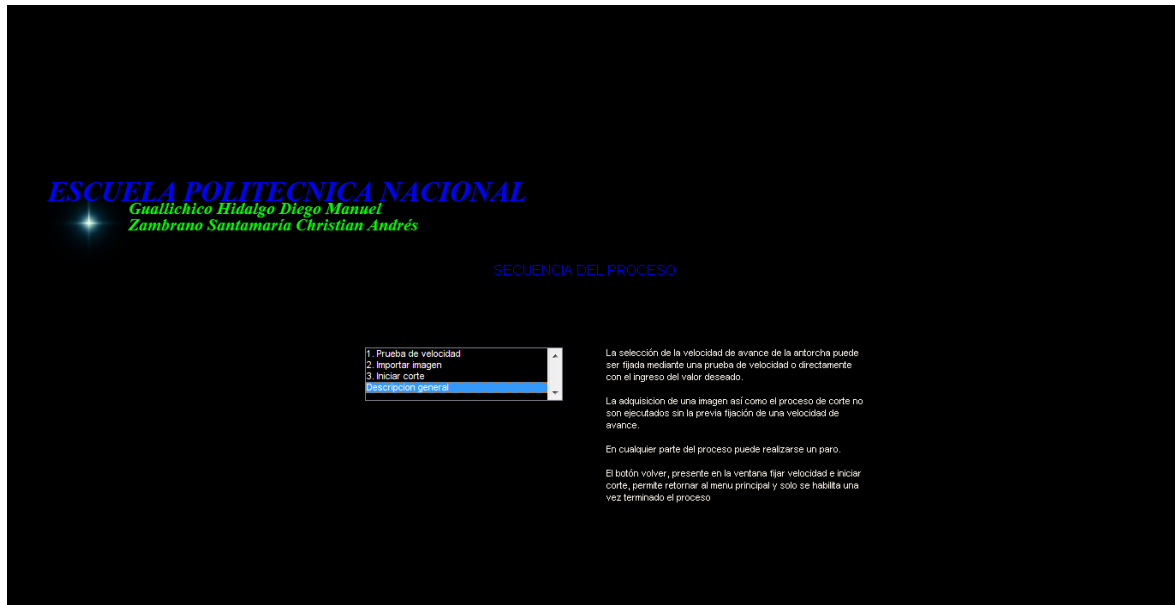 ESCUELA POLITECNICA NACIONAL
Guallichico Hidalgo Diego Manuel
Zambrano Santamaría Christian Andrés
SECUENCIA DEL PROCESO
1. Prueba de velocidad
2. Importar imagen
3. Iniciar corte
Descripcion general
La selección de la velocidad de avance de la antorcha puede
ser fijada mediante una prueba de velocidad o directamente
con el ingreso del valor deseado.
La adquisicion de una imagen así como el proceso de corte no
son ejecutados sin la previa fijación de una velocidad de
avance.
En cualquier parte del proceso puede realizarse un paro.
El botón volver, presente en la ventana fijar velocidad e iniciar
corte, permite retornar al menu principal y solo se habilita una
vez terminado el proceso